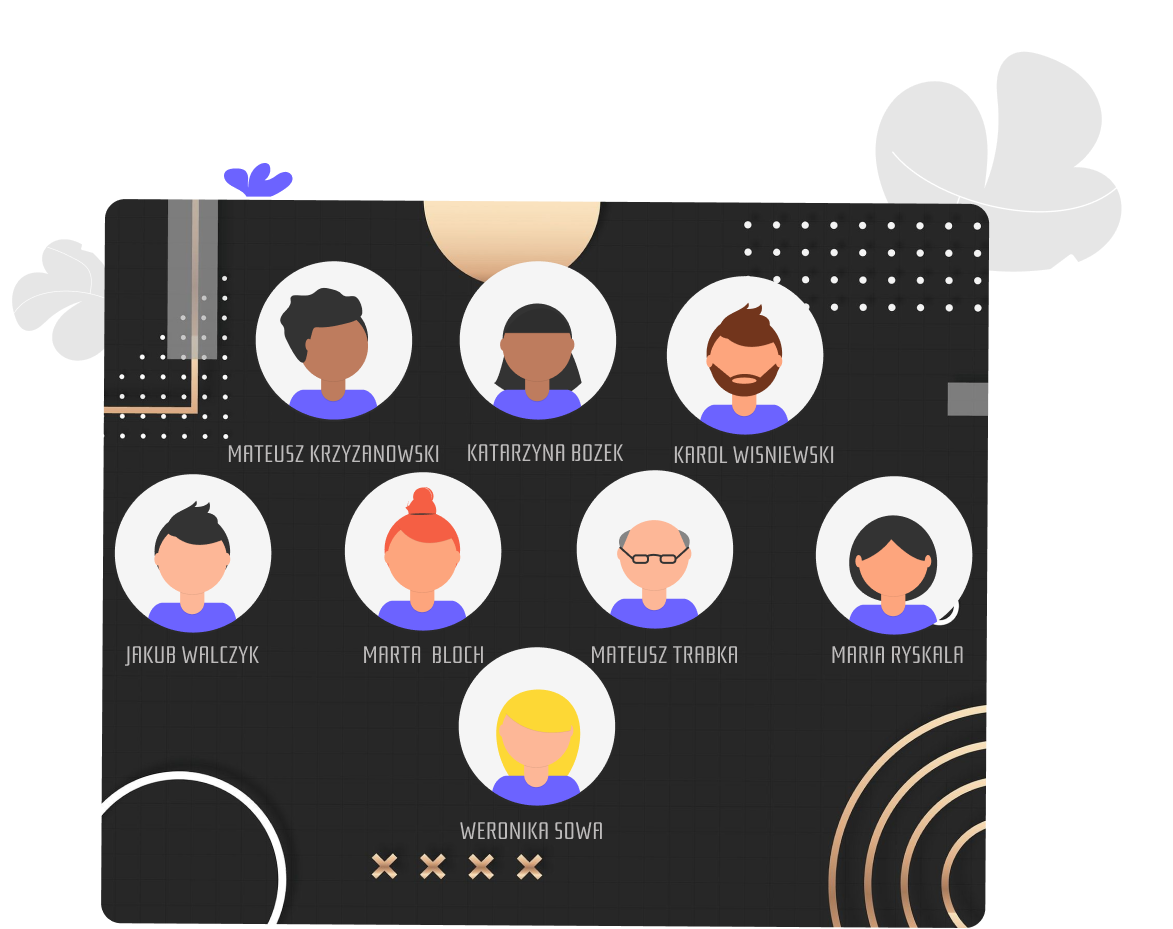 MATEUSZ KRZYZANOWSKI
KATARZYNA BOZEK
KAROL WISNIEWSKI
JAKUB WALCZYK
MARTA BLOCH
MATEUSZ TRABKA
MARIA RYSKALA
WERONIKA SOWA